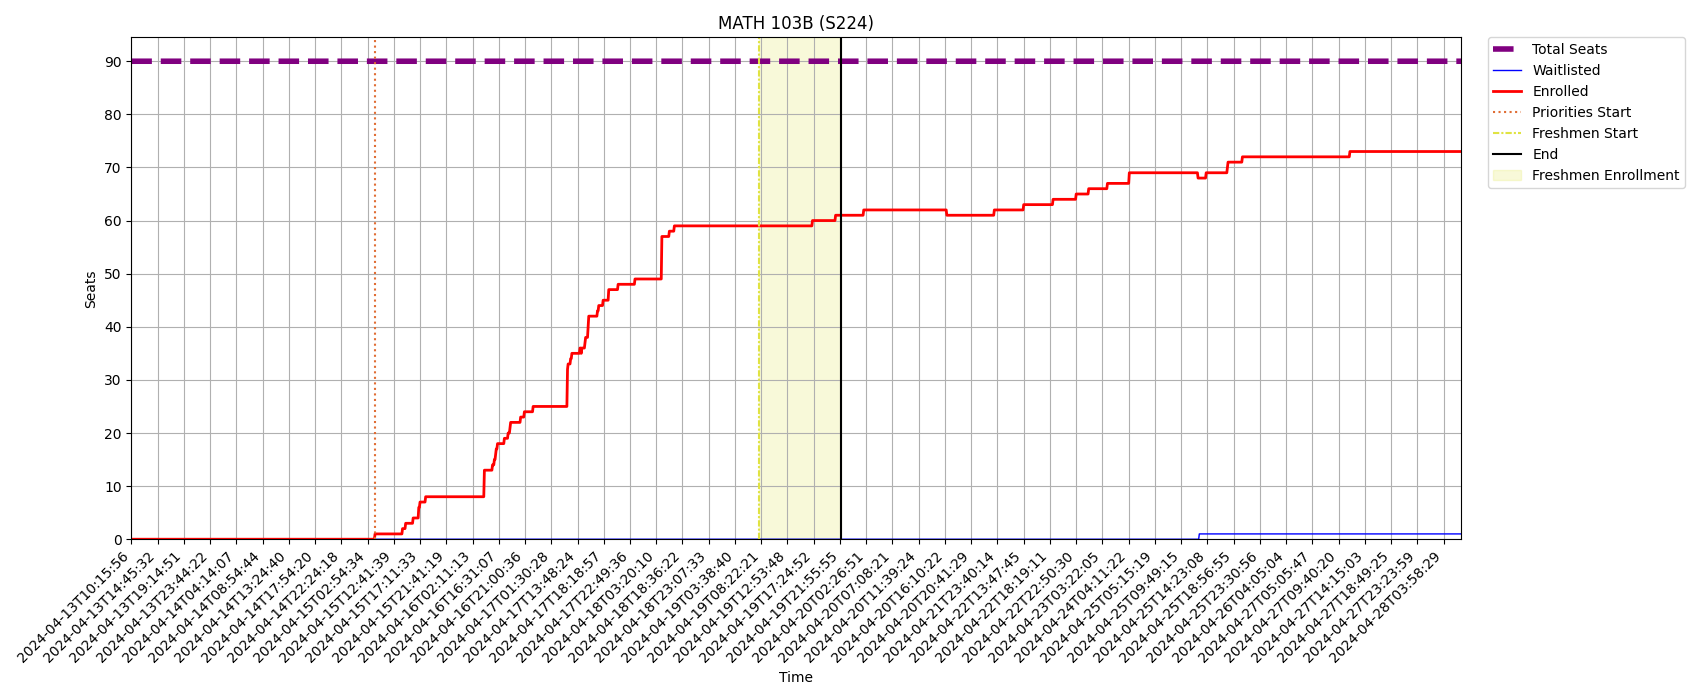 MATH 103B (S224)
Total Seats
Waitlisted
Enrolled
Priorities Start
Freshmen Start
End
Freshmen Enrollment
Seats
90
80
70
60
50
40
30
20
10
0
2024-04-13T10:15:56
2024-04-13T14:45:32
2024-04-13T19:14:51
2024-04-13T23:44:22
2024-04-14T04:14:07
2024-04-14T08:54:44
2024-04-14T13:24:40
2024-04-14T17:54:20
2024-04-14T22:24:18
2024-04-15T02:54:34
2024-04-15T12:41:39
2024-04-15T17:11:33
2024-04-15T21:41:19
2024-04-16T02:11:13
2024-04-16T16:31:07
2024-04-16T21:00:36
2024-04-17T01:30:28
2024-04-17T13:48:24
2024-04-17T18:18:57
2024-04-17T22:49:36
2024-04-18T03:20:16
2024-04-18T18:36:22
2024-04-18T23:07:33
2024-04-19T03:38:40
2024-04-19T08:22:21
2024-04-19T12:53:48
2024-04-19T17:24:52
2024-04-19T21:55:55
2024-04-20T02:26:51
2024-04-20T07:08:21
2024-04-20T11:39:24
2024-04-20T16:10:22
2024-04-20T20:41:29
2024-04-21T23:40:14
2024-04-22T13:47:45
2024-04-22T18:19:11
2024-04-22T22:50:30
2024-04-23T03:22:05
2024-04-24T04:11:22
2024-04-25T05:15:19
2024-04-25T09:49:15
2024-04-25T14:23:08
2024-04-25T18:56:55
2024-04-25T23:30:56
2024-04-26T04:05:04
2024-04-27T05:05:47
2024-04-27T09:40:20
2024-04-27T14:15:03
2024-04-27T18:49:25
2024-04-27T23:23:59
2024-04-28T03:58:29
Time